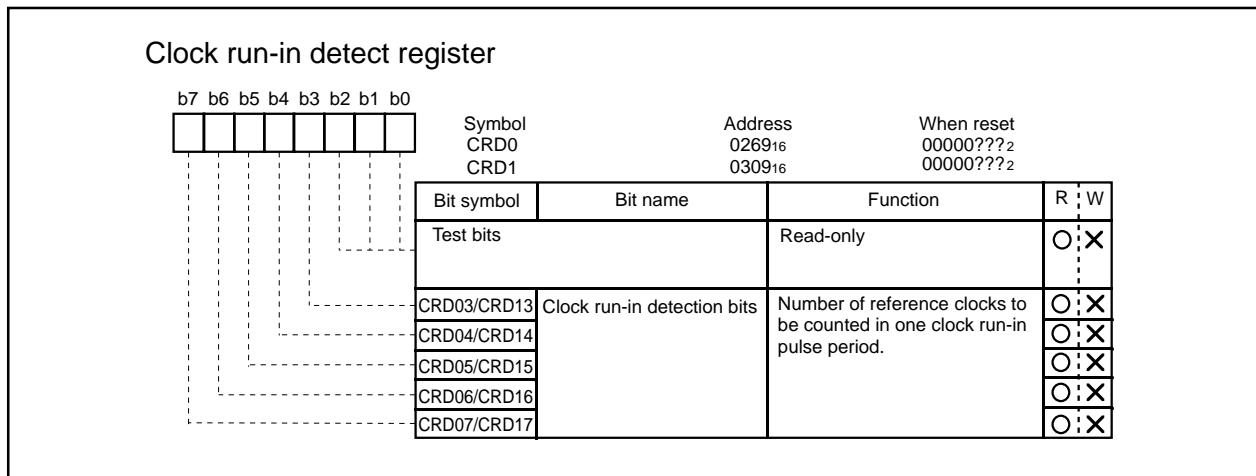 Clock run-in detect register
b7 b6 b5 b4 b3 b2 b1 b0
Symbol Address When reset
CRD0 026916 00000???2
CRD1 030916 00000???2
Bit symbol Bit name Function R W
Test bits Read-only O X
CRD03/CRD13 Clock run-in detection bits Number of reference clocks to O X
be counted in one clock run-in
CRD04/CRD14 O X
pulse period.
CRD05/CRD15 O X
CRD06/CRD16 O X
CRD07/CRD17 O X